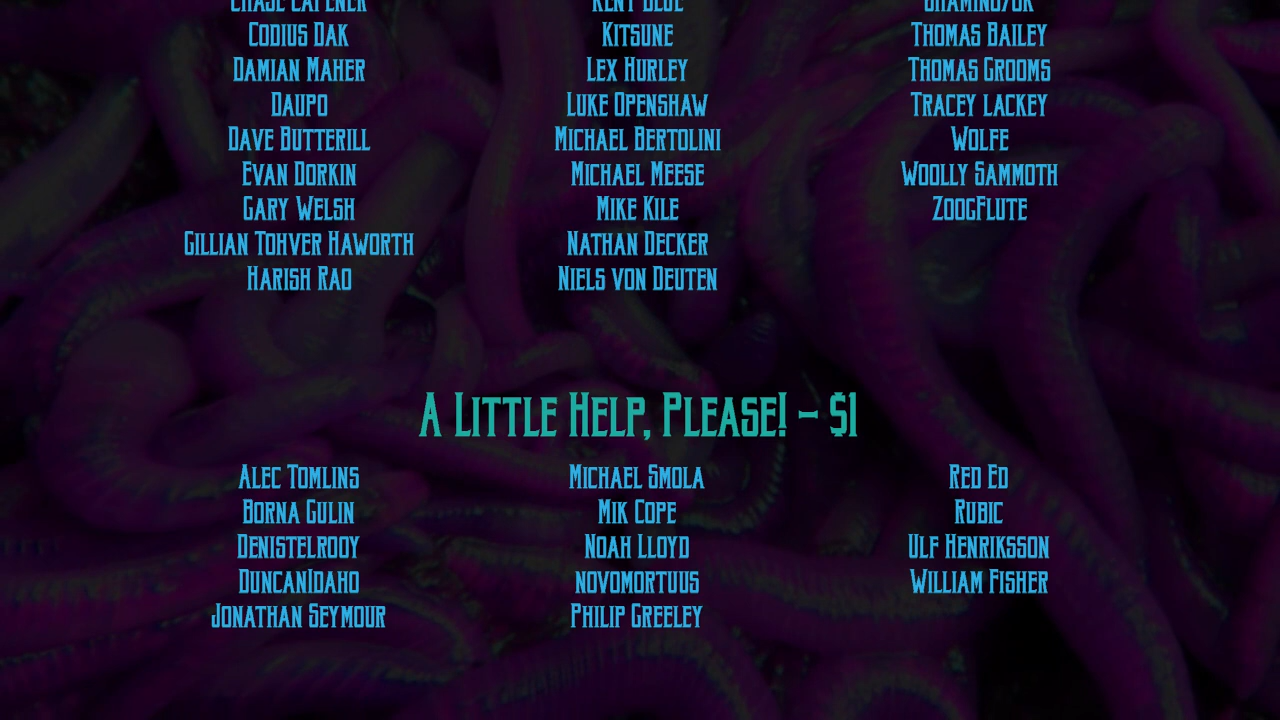 Codius Dak
Damian Maher
Daupo
Dave Butterill
Evan Dorkin
Gary Welsh
Gillian Tohver Haworth
Harish Rao
Kent Blue
Kitsune
Lex Hurley
Luke Openshaw
Michael Bertolini
Michael Meese
Mike Kile
Nathan Decker
Niels von Deuten
Thomas Bailey
Thomas Grooms
Tracey lackey
Wolfe
Woolly Sammoth
ZoogFlute
A Little Help, Please! – $1
Alec Tomlins
Borna Gulin
Denistelrooy
DuncanIdaho
Jonathan Seymour
Michael Smola
Mik Cope
Noah Lloyd
novomortuus
Philip Greeley
Red Ed
Rubic
Ulf Henriksson
William Fisher